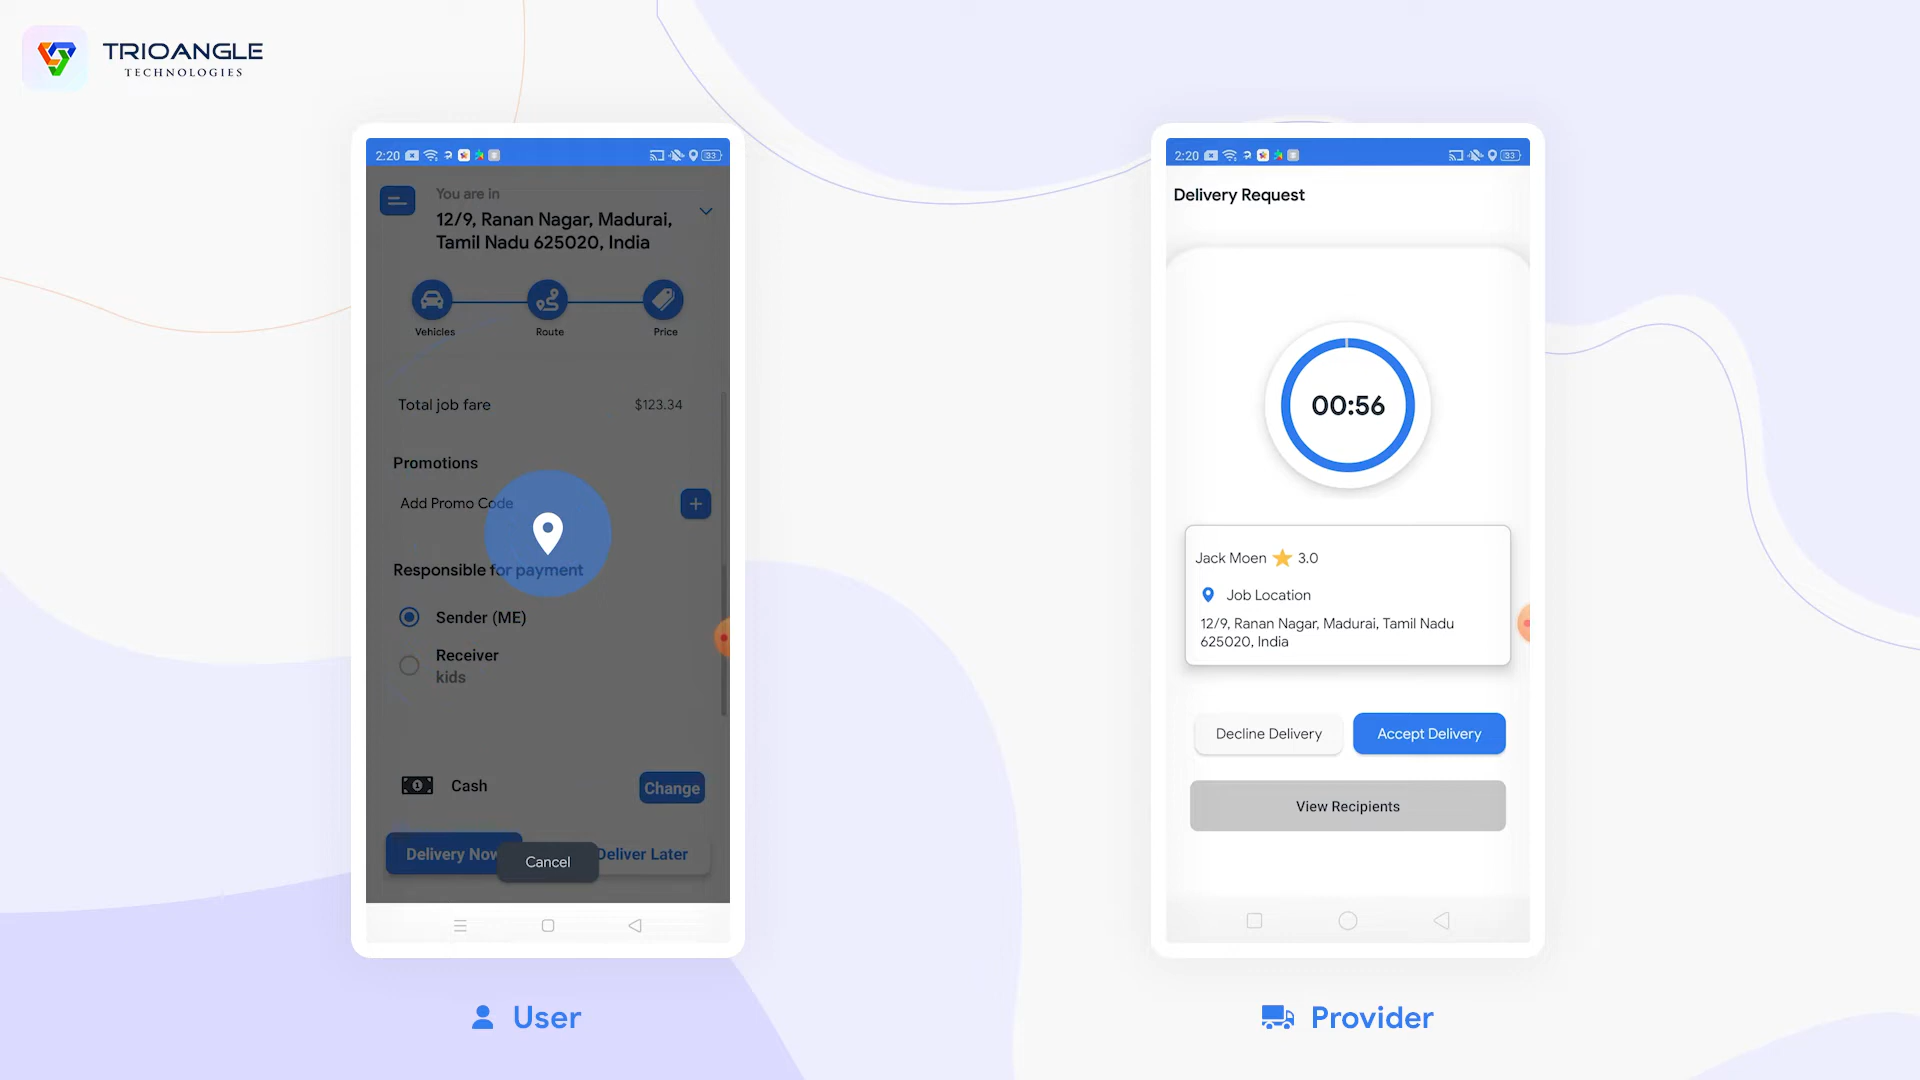 TRIOANGLE
TECHNOLOGIES
2:20
33
You are in
12/9, Ranan Nagar, Madurai,
Tamil Nadu 625020, India
Vehicles
Route
Price
Total job fare
$123.34
Promotions
Add Promo Code
Responsible for payment
Sender (ME)
Receiver
kids
Cash
Change
Delivery Now
Cancel
Deliver Later
User
2:20
33
Delivery Request
00:56
Jack Moen 3.0
Job Location
12/9, Ranan Nagar, Madurai, Tamil Nadu
625020, India
Decline Delivery
Accept Delivery
View Recipients
Provider